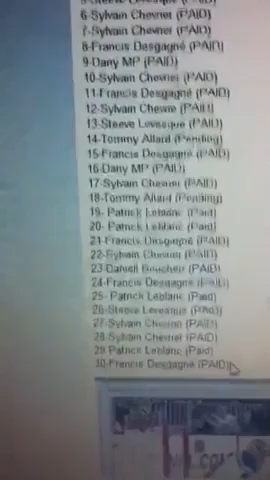 6-Sylvain Chevrier (PAID)
7-Sylvain Chevrier (PAID)
8-Francis Desgagné (PAID)
9-Dany MP (PAID)
10-Sylvain Chevrier (PAID)
11-Francis Desgagné (PAID)
12-Sylvain Chevrier (PAID)
13-Steeve Levesque (PAID)
14-Tommy Allard (Pending)
15-Francis Desgagné (PAID)
16-Dany MP (PAID)
17-Sylvain Chevrier (PAID)
18-Tommy Allard (Pending)
19- Patrick Leblanc (Paid)
20- Patrick Leblanc (Paid)
21-Francis Desgagné (PAID)
22-Sylvain Chevrier (PAID)
23-Daniel Boucher (PAID)
24-Francis Desgagné (PAID)
25- Patrick Leblanc (Paid)
26-Steeve Levesque (PAID)
27-Sylvain Chevrier (PAID)
28-Sylvain Chevrier (PAID)
29 Patrick Leblanc (Paid)
30-Francis Desgagné (PAID)